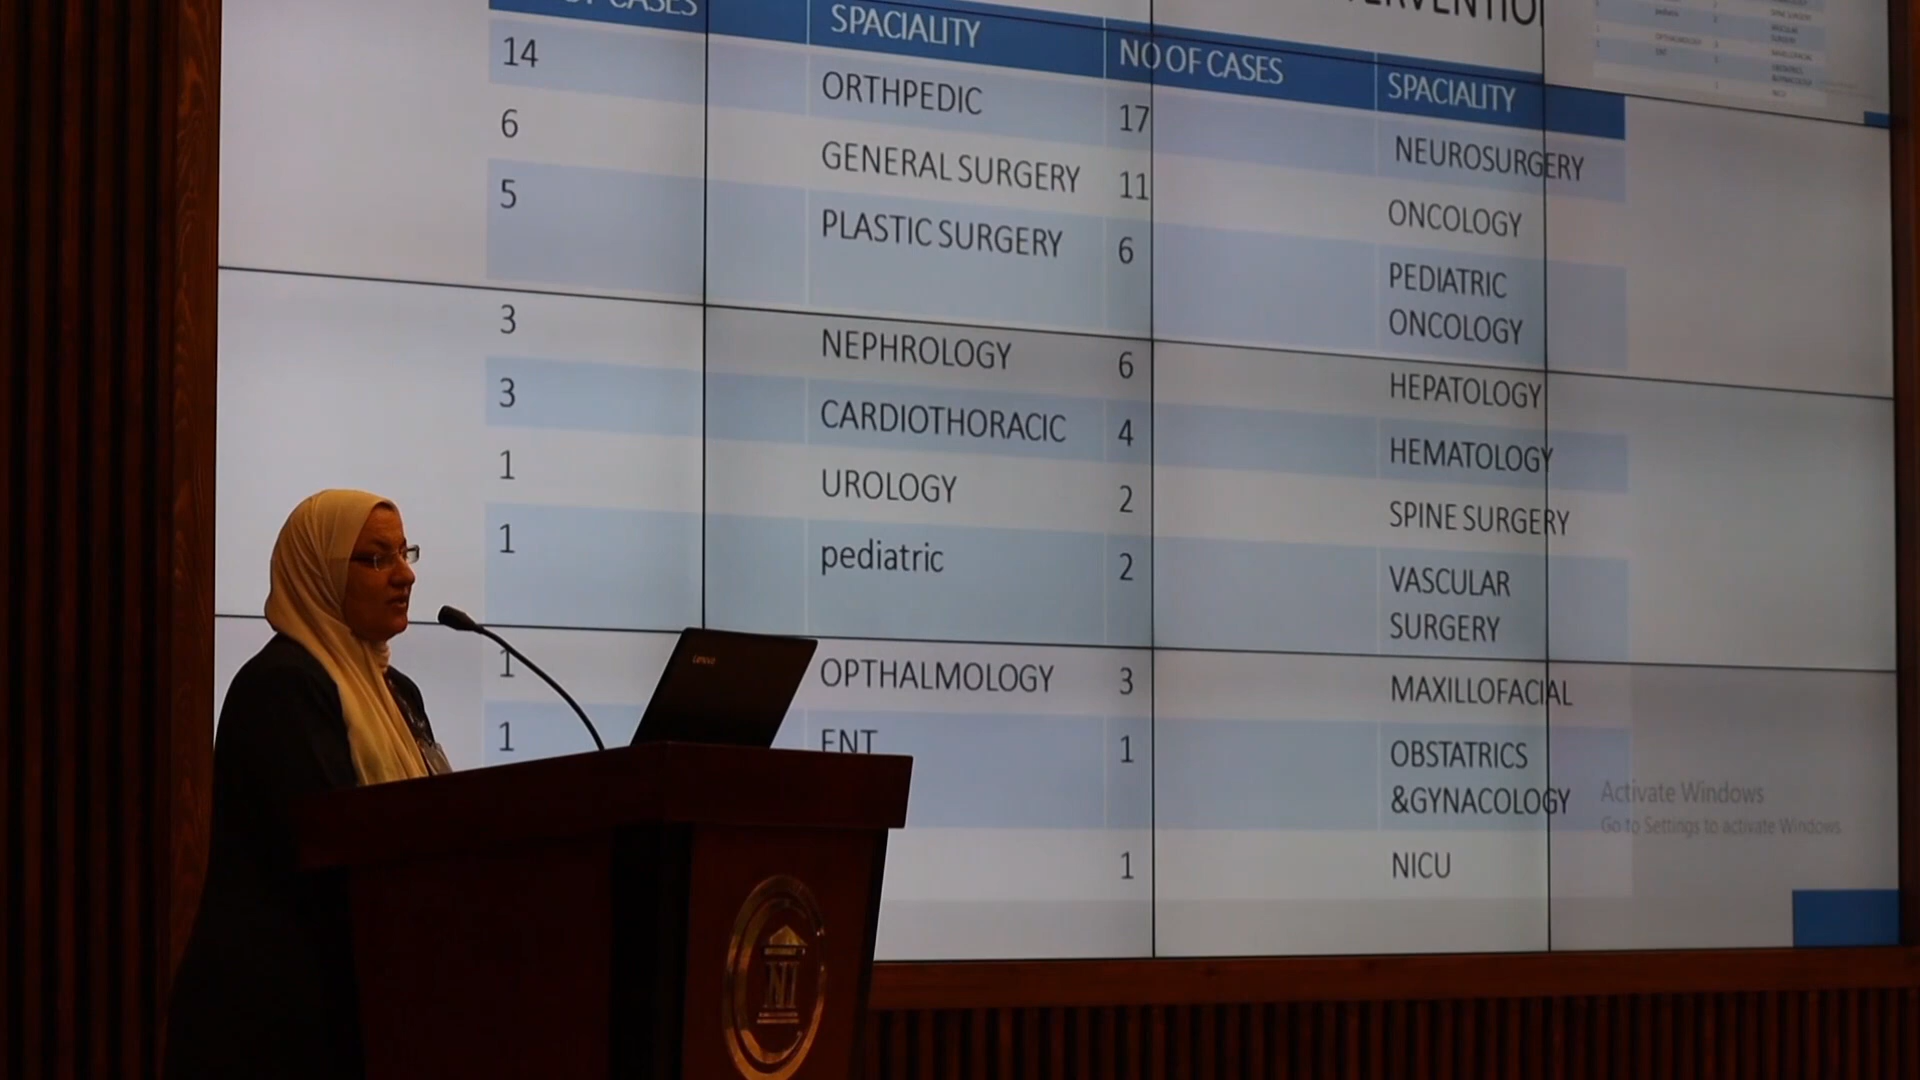 CASES
SPACIALITY
NO OF CASES
SPACIALITY
14
ORTHPEDIC
17
NEUROSURGERY
6
GENERAL SURGERY
11
ONCOLOGY
5
PLASTIC SURGERY
6
PEDIATRIC
ONCOLOGY
3
NEPHROLOGY
6
HEPATOLOGY
3
CARDIOTHORACIC
4
HEMATOLOGY
1
UROLOGY
2
SPINE SURGERY
1
pediatric
2
VASCULAR
SURGERY
1
OPTHALMOLOGY
3
MAXILLOFACIAL
1
ENT
1
OBSTATRICS
&GYNACOLOGY
1
NICU
Activate Windows
Go to Settings to activate Windows.
Lenovo
NI